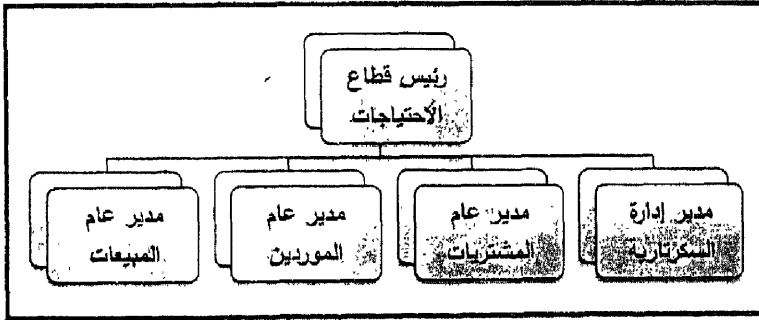 رئيس قطاع
الاحتياجات
مدير إدارة
السكرتارية
مدير عام
المشتريات
مدير عام
الموردين
مدير عام
المبيعات